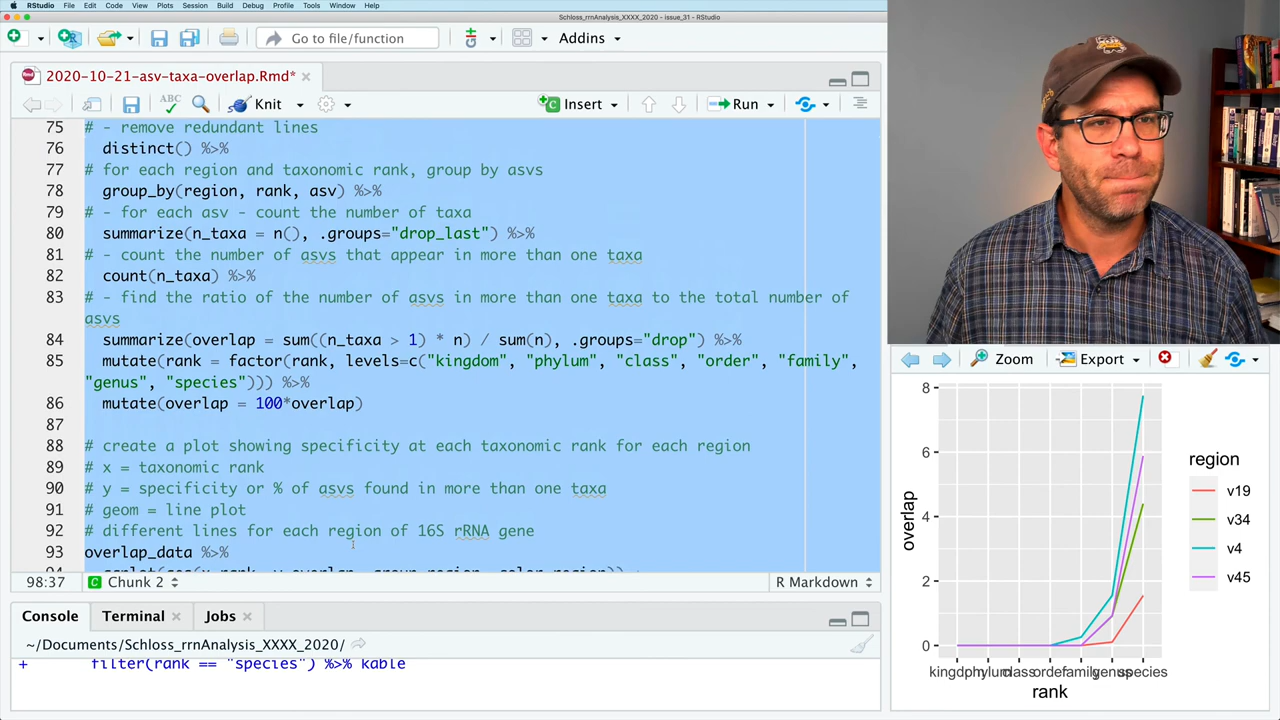 RStudio File Edit Code View Plots Session Build Debug Profile Tools Window Help
Schloss_rrnAnalysis_XXXX_2020 - issue_31 - RStudio
Go to file/function Addins
2020-10-21-asv-taxa-overlap.Rmd*
ABC Knit Insert Run
75 # - remove redundant lines
76 distinct() %>%
77 # for each region and taxonomic rank, group by asvs
78 group_by(region, rank, asv) %>%
79 # - for each asv - count the number of taxa
80 summarize(n_taxa = n(), .groups="drop_last") %>%
81 # - count the number of asvs that appear in more than one taxa
82 count(n_taxa) %>%
83 # - find the ratio of the number of asvs in more than one taxa to the total number of
asvs
84 summarize(overlap = sum((n_taxa > 1) * n) / sum(n), .groups="drop") %>%
85 mutate(rank = factor(rank, levels=c("kingdom", "phylum", "class", "order", "family",
"genus", "species"))) %>%
86 mutate(overlap = 100*overlap)
87
88 # create a plot showing specificity at each taxonomic rank for each region
89 # x = taxonomic rank
90 # y = specificity or % of asvs found in more than one taxa
91 # geom = line plot
92 # different lines for each region of 16S rRNA gene
93 overlap_data %>%
98:37 Chunk 2 R Markdown
Console Terminal Jobs
~/Documents/Schloss_rrnAnalysis_XXXX_2020/
+ filter(rank == "species") %>% kable
Zoom Export
8
6
4
2
0
overlap
kingdom phylum class order family genus species
rank
region
v19
v34
v4
v45